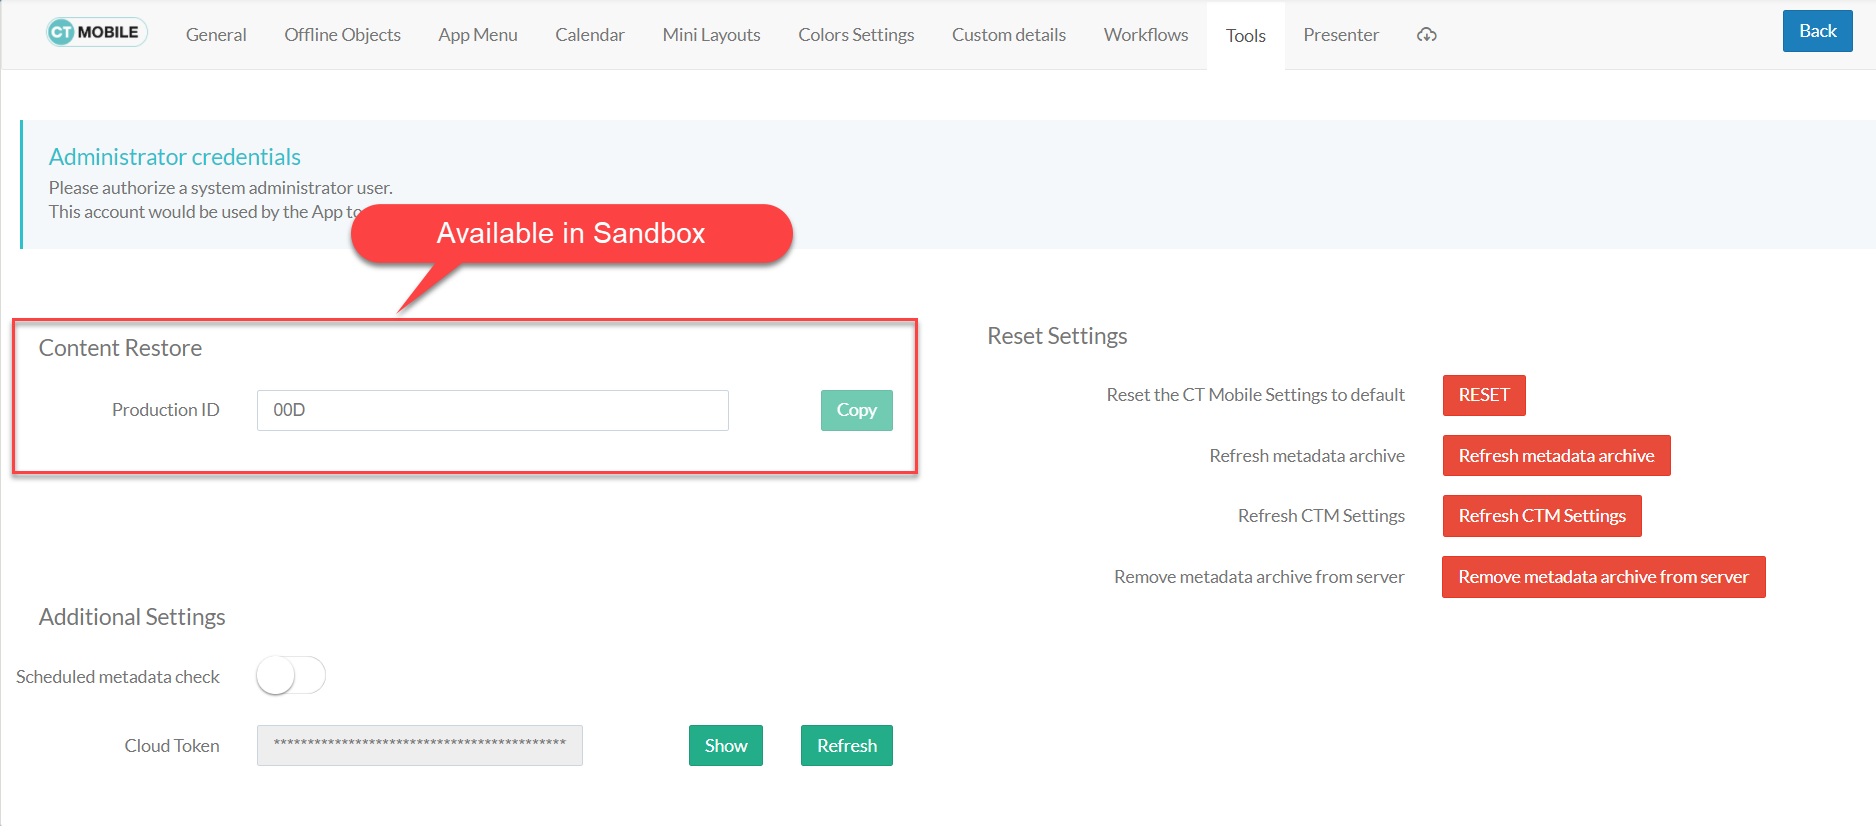 CT MOBILE
General
Offline Objects
App Menu
Calendar
Mini Layouts
Colors Settings
Custom details
Workflows
Tools
Presenter
Back
Administrator credentials
Please authorize a system administrator user.
This account would be used by the App to
Available in Sandbox
Content Restore
Production ID
00D
Copy
Reset Settings
Reset the CT Mobile Settings to default
RESET
Refresh metadata archive
Refresh metadata archive
Refresh CTM Settings
Refresh CTM Settings
Remove metadata archive from server
Remove metadata archive from server
Additional Settings
Scheduled metadata check
Cloud Token
********************************************
Show
Refresh